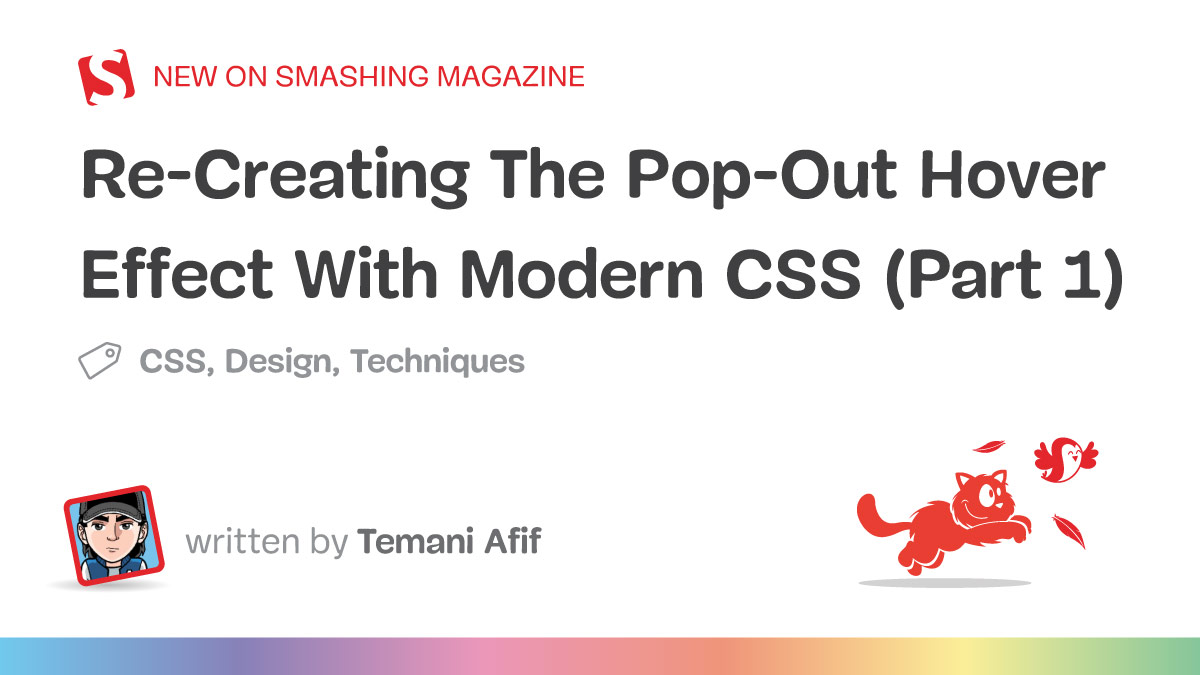 NEW ON SMASHING MAGAZINE
Re-Creating The Pop-Out Hover
Effect With Modern CSS (Part 1)
CSS, Design, Techniques
written by Temani Afif